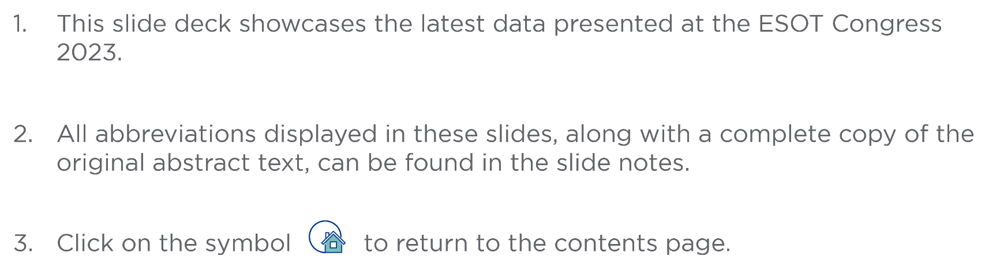 1. This slide deck showcases the latest data presented at the ESOT Congress
2023.
2. All abbreviations displayed in these slides, along with a complete copy of the
original abstract text, can be found in the slide notes.
3. Click on the symbol to return to the contents page.